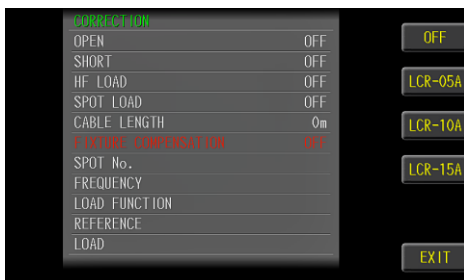 CORRECTION
OPEN OFF
SHORT OFF
HF LOAD OFF
SPOT LOAD OFF
CABLE LENGTH 0m
FIXTURE COMPENSATION OFF
SPOT No.
FREQUENCY
LOAD FUNCTION
REFERENCE
LOAD
OFF
LCR-05A
LCR-10A
LCR-15A
EXIT